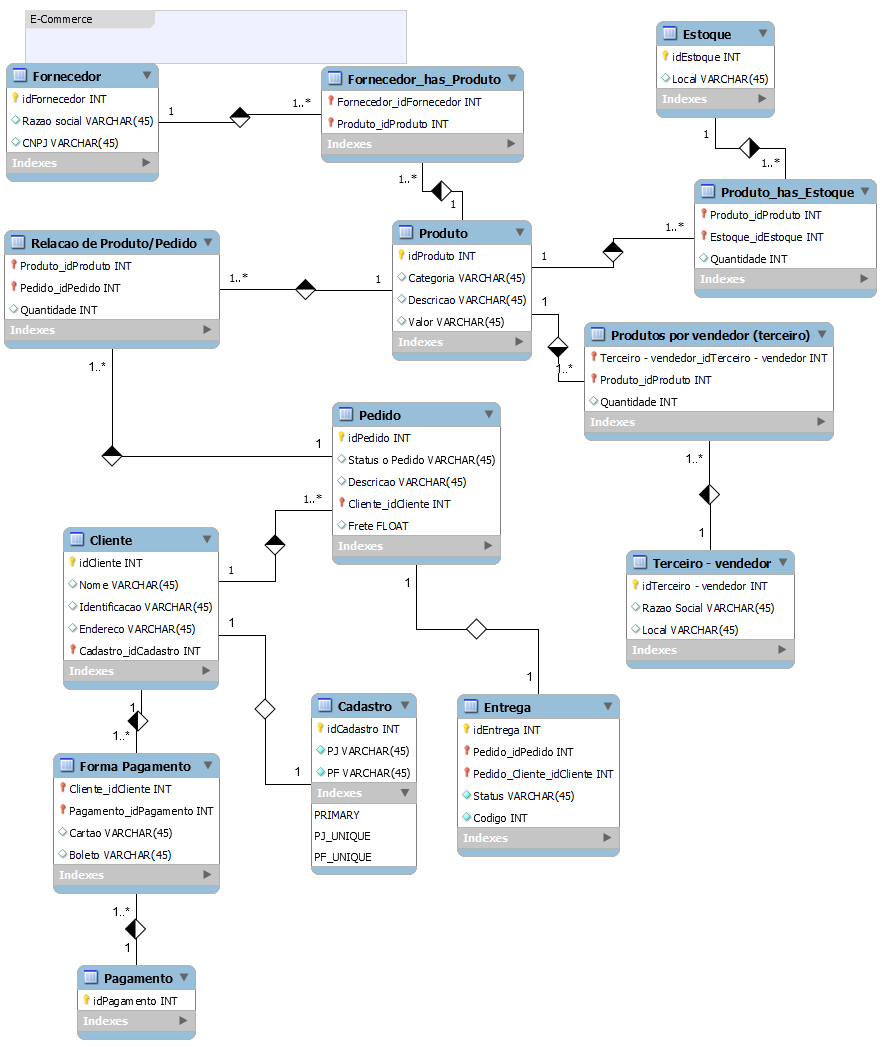 E-Commerce
Fornecedor
idFornecedor INT
Razao social VARCHAR(45)
CNPJ VARCHAR(45)
Indexes
1
1..*
Fornecedor_has_Produto
Fornecedor_idFornecedor INT
Produto_idProduto INT
Indexes
1..*
1
Estoque
idEstoque INT
Local VARCHAR(45)
Indexes
1
1..*
Produto_has_Estoque
Produto_idProduto INT
Estoque_idEstoque INT
Quantidade INT
Indexes
Relacao de Produto/Pedido
Produto_idProduto INT
Pedido_idPedido INT
Quantidade INT
Indexes
1..*
1
Produto
idProduto INT
Categoria VARCHAR(45)
Descricao VARCHAR(45)
Valor VARCHAR(45)
Indexes
1
1..*
1
1..*
Produtos por vendedor (terceiro)
Terceiro - vendedor_idTerceiro - vendedor INT
Produto_idProduto INT
Quantidade INT
Indexes
1..*
1
1..*
1
Pedido
idPedido INT
Status o Pedido VARCHAR(45)
Descricao VARCHAR(45)
Cliente_idCliente INT
Frete FLOAT
Indexes
Terceiro - vendedor
idTerceiro - vendedor INT
Razao Social VARCHAR(45)
Local VARCHAR(45)
Indexes
Cliente
idCliente INT
Nome VARCHAR(45)
Identificacao VARCHAR(45)
Endereco VARCHAR(45)
Cadastro_idCadastro INT
Indexes
1
1..*
1
1
1
1
1
1..*
Cadastro
idCadastro INT
PJ VARCHAR(45)
PF VARCHAR(45)
Indexes
PRIMARY
PJ_UNIQUE
PF_UNIQUE
Entrega
idEntrega INT
Pedido_idPedido INT
Pedido_Cliente_idCliente INT
Status VARCHAR(45)
Codigo INT
Indexes
Forma Pagamento
Cliente_idCliente INT
Pagamento_idPagamento INT
Cartao VARCHAR(45)
Boleto VARCHAR(45)
Indexes
1..*
1
Pagamento
idPagamento INT
Indexes